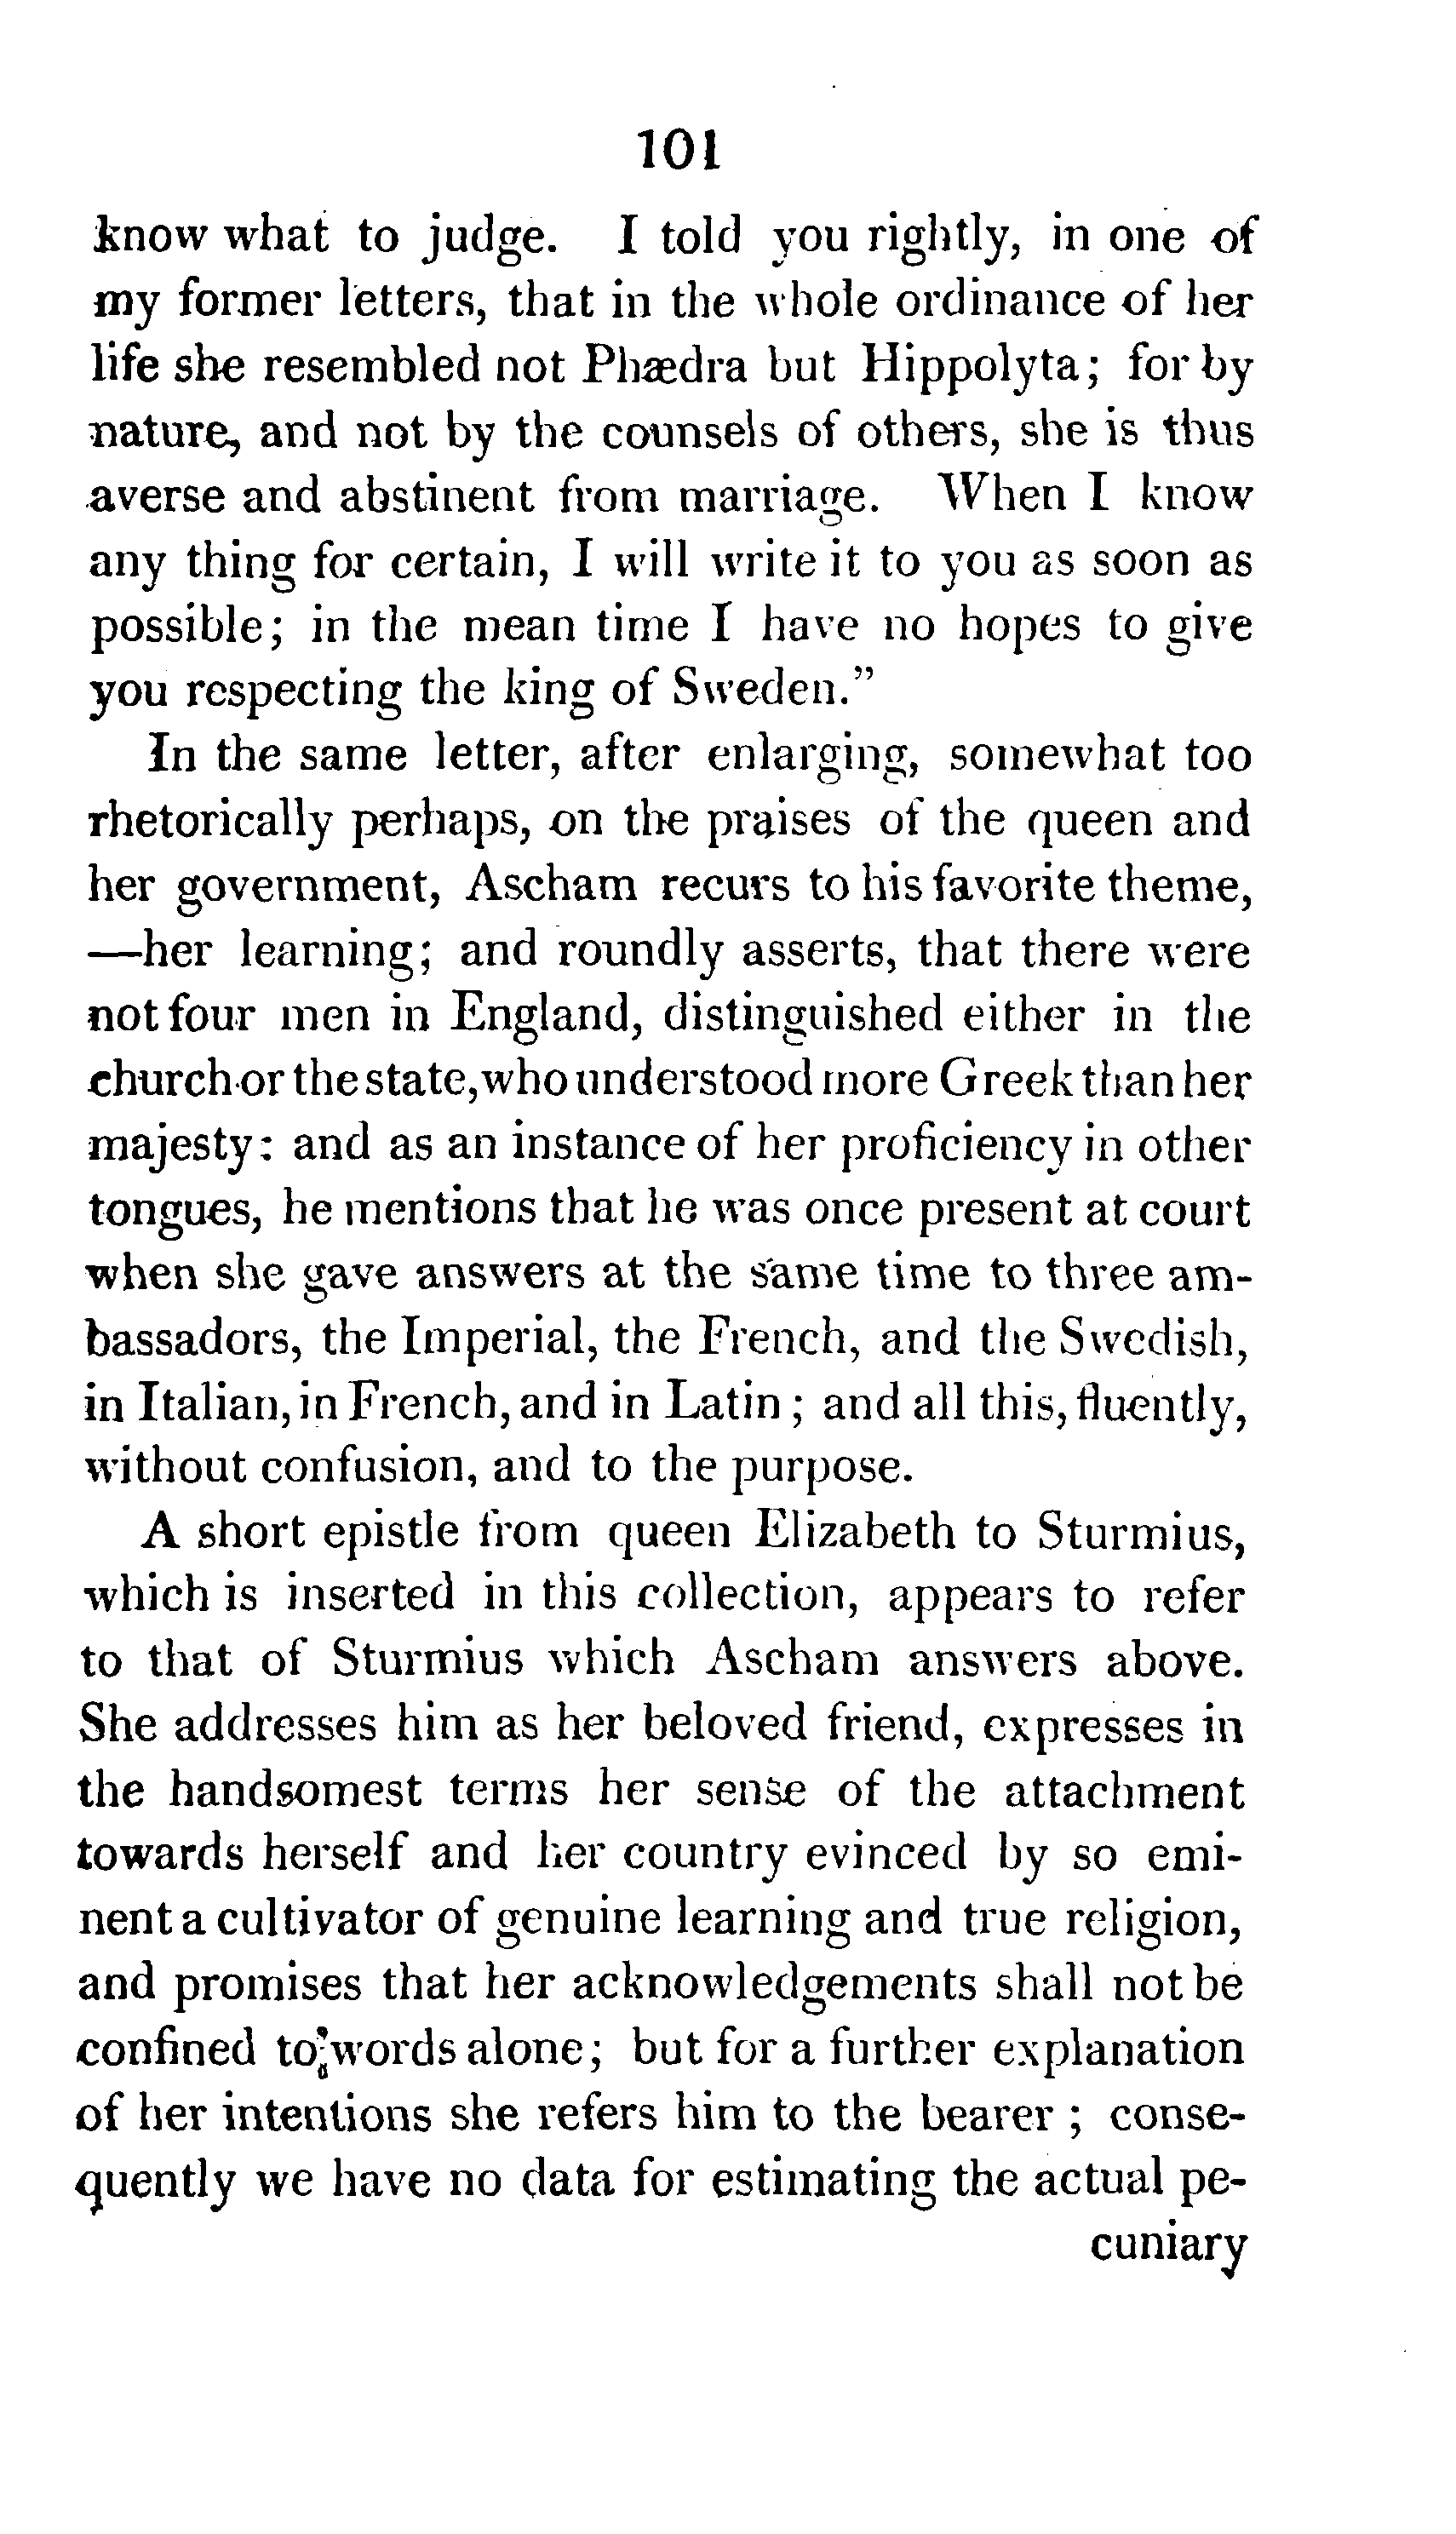 101
know what to judge. I told you rightly, in one of
my former letters, that in the whole ordinance of her
life she resembled not Phædra but Hippolyta; for by
nature, and not by the counsels of others, she is thus
averse and abstinent from marriage. When I know
any thing for certain, I will write it to you as soon as
possible; in the mean time I have no hopes to give
you respecting the king of Sweden."
In the same letter, after enlarging, somewhat too
rhetorically perhaps, on the praises of the queen and
her government, Ascham recurs to his favorite theme,
—her learning; and roundly asserts, that there were
not four men in England, distinguished either in the
church or the state, who understood more Greek than her
majesty: and as an instance of her proficiency in other
tongues, he mentions that he was once present at court
when she gave answers at the same time to three am-
bassadors, the Imperial, the French, and the Swedish,
in Italian, in French, and in Latin; and all this, fluently,
without confusion, and to the purpose.
A short epistle from queen Elizabeth to Sturmius,
which is inserted in this collection, appears to refer
to that of Sturmius which Ascham answers above.
She addresses him as her beloved friend, expresses in
the handsomest terms her sense of the attachment
towards herself and her country evinced by so emi-
nent a cultivator of genuine learning and true religion,
and promises that her acknowledgements shall not be
confined to words alone; but for a further explanation
of her intentions she refers him to the bearer; conse-
quently we have no data for estimating the actual pe-
cuniary